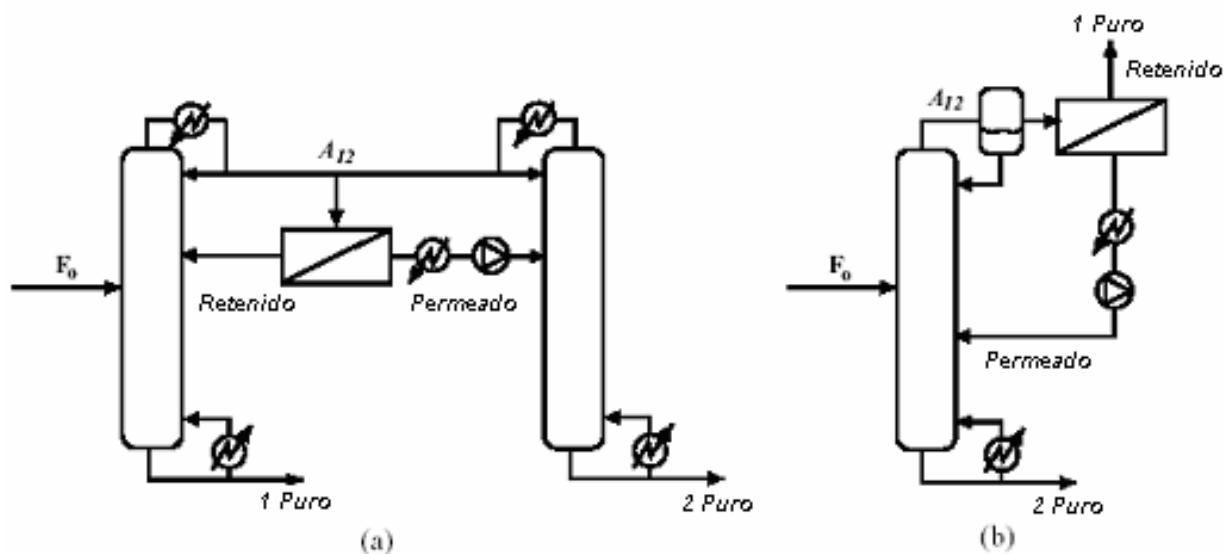 A12
F0
Retenido
Permeado
1 Puro
2 Puro
(a)
1 Puro
Retenido
A12
F0
Permeado
2 Puro
(b)